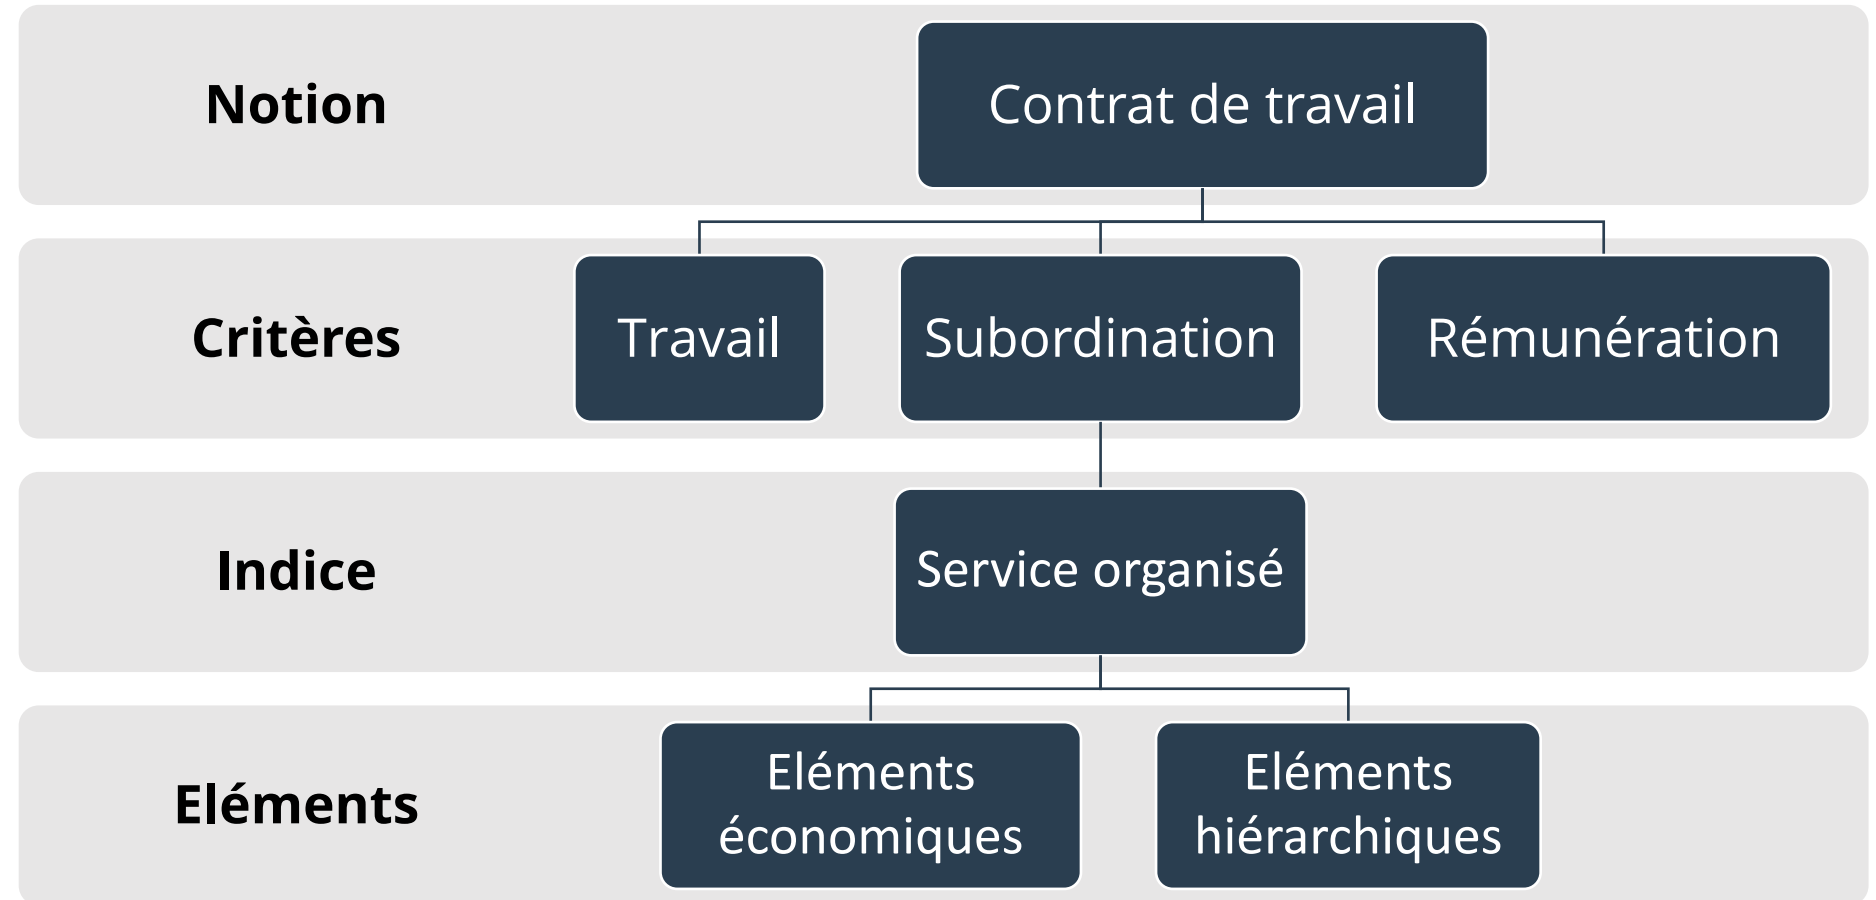 Notion
Contrat de travail
Critères
Travail
Subordination
Rémunération
Indice
Service organisé
Eléments
Eléments
économiques
Eléments
hiérarchiques